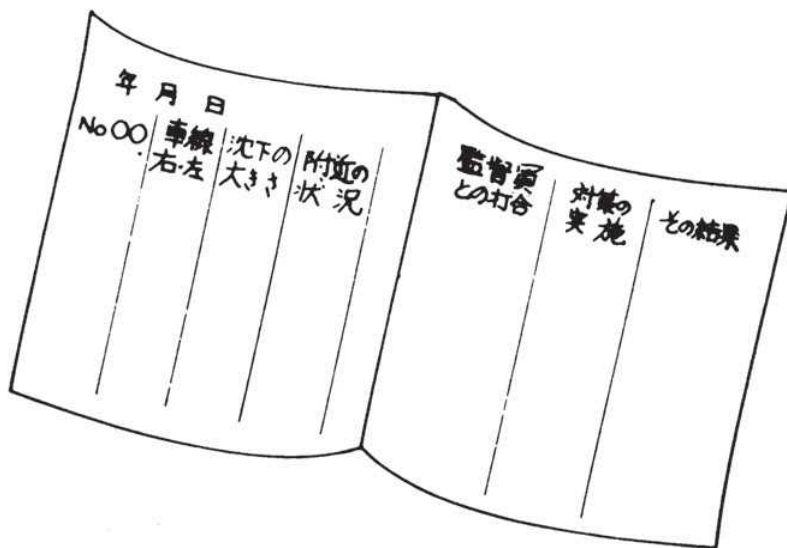 年 月 日
No○○
車線
右・左
沈下の
大きさ
附近の
状 況
監督員
との打合
対策の
実 施
その結果